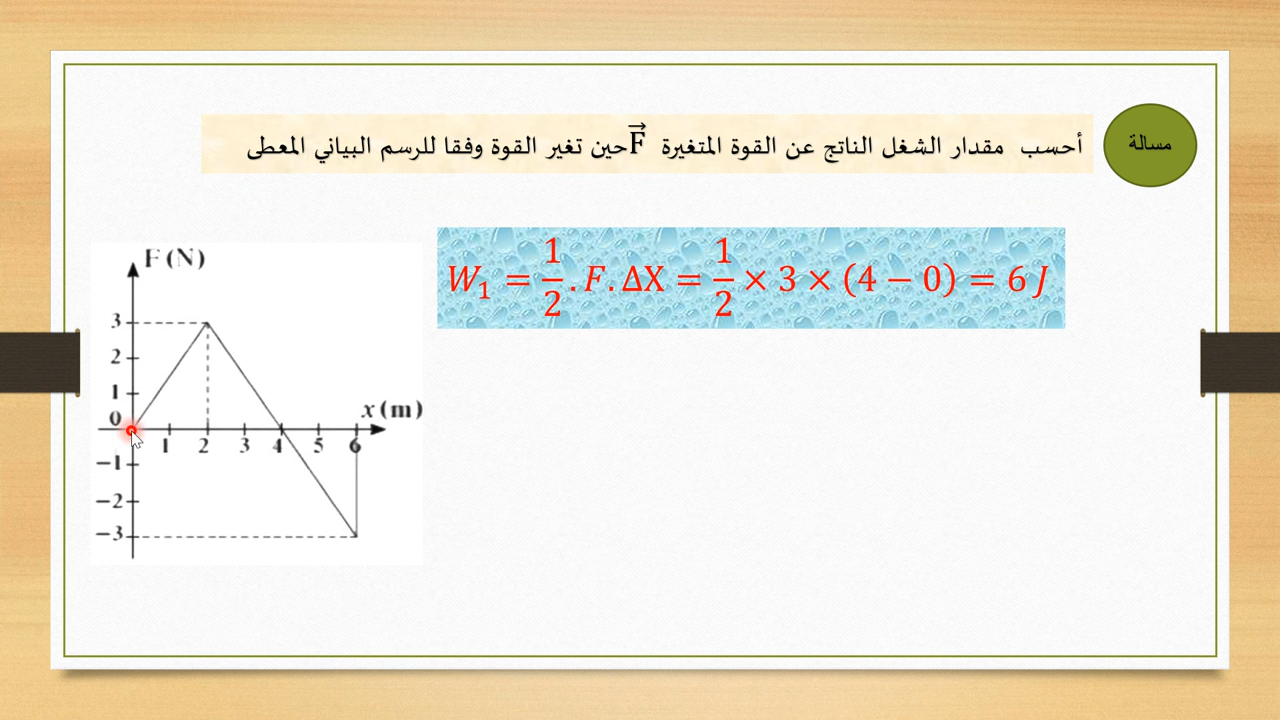 مسالة
أحسب مقدار الشغل الناتج عن القوة المتغيرة F⃗ حين تغير القوة وفقا للرسم البياني المعطى
W₁ = 1/2 . F. ΔX = 1/2 × 3 × (4 − 0) = 6 J
F (N)
3
2
1
0
x (m)
1 2 3 4 5 6
−1
−2
−3